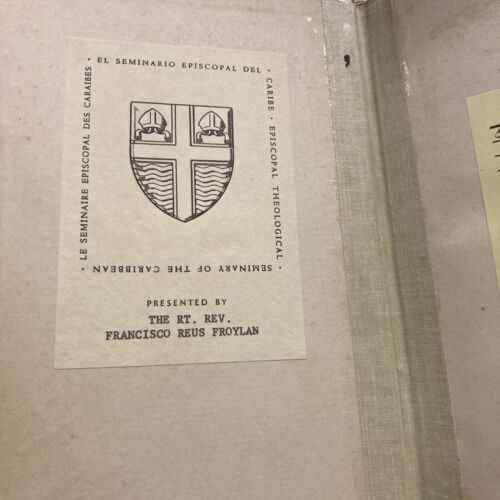 · EL SEMINARIO EPISCOPAL DEL ·
CARIBE · EPISCOPAL THEOLOGICAL ·
SEMINARY OF THE CARIBBEAN ·
LE SEMINAIRE EPISCOPAL DES CARAIBES
PRESENTED BY
THE RT. REV.
FRANCISCO REUS FROYLAN